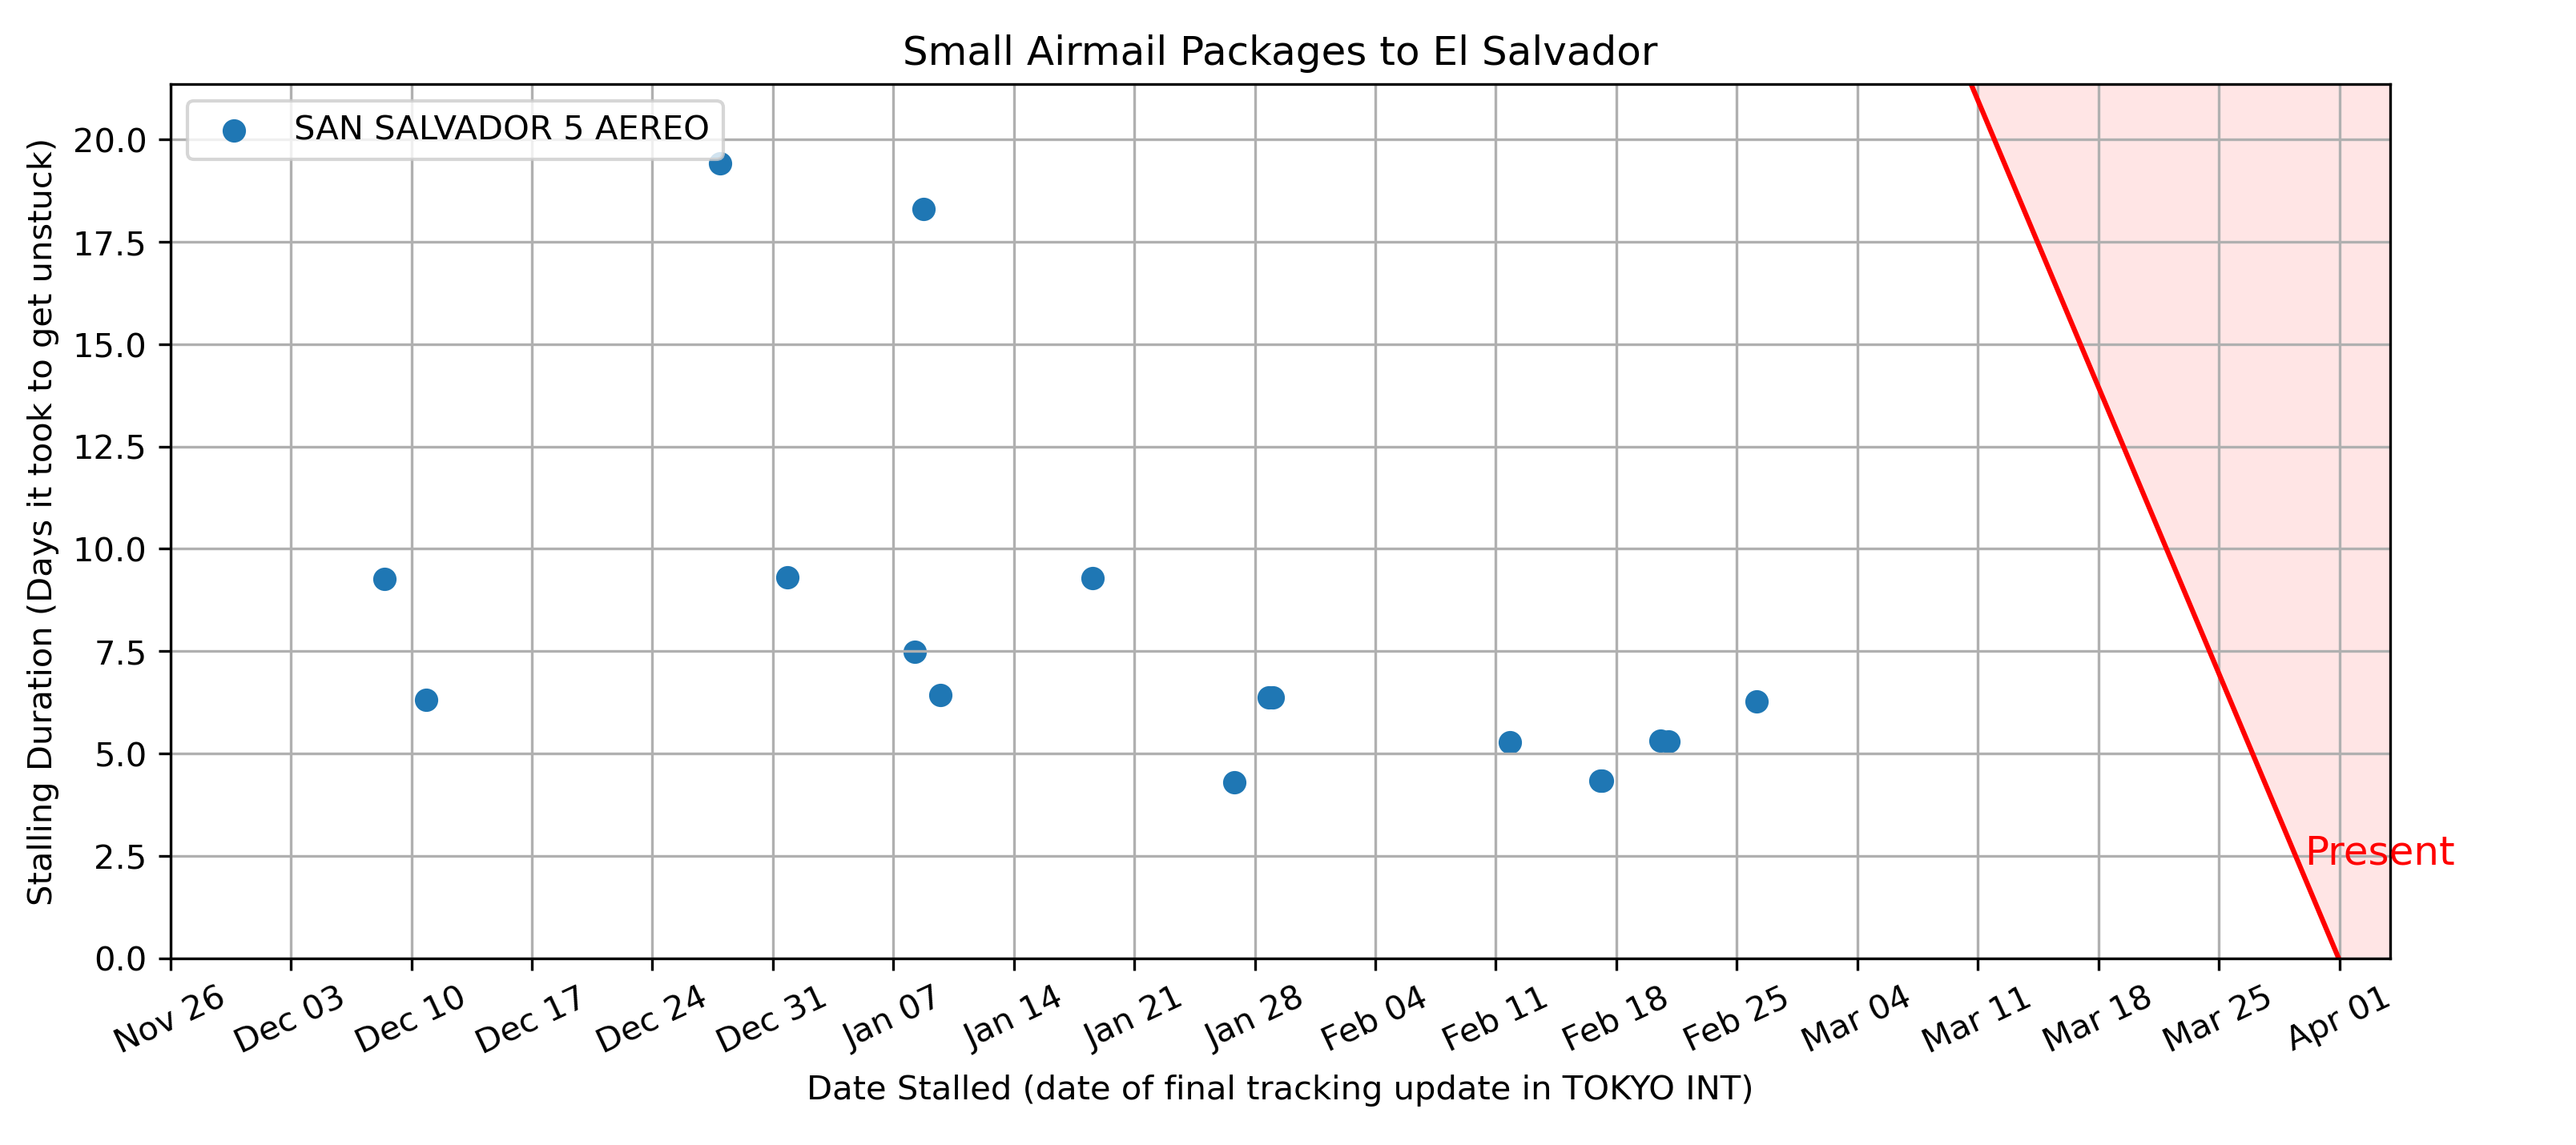 Small Airmail Packages to El Salvador
SAN SALVADOR 5 AEREO
Stalling Duration (Days it took to get unstuck)
20.0
17.5
15.0
12.5
10.0
7.5
5.0
2.5
0.0
Present
Nov 26
Dec 03
Dec 10
Dec 17
Dec 24
Dec 31
Jan 07
Jan 14
Jan 21
Jan 28
Feb 04
Feb 11
Feb 18
Feb 25
Mar 04
Mar 11
Mar 18
Mar 25
Apr 01
Date Stalled (date of final tracking update in TOKYO INT)